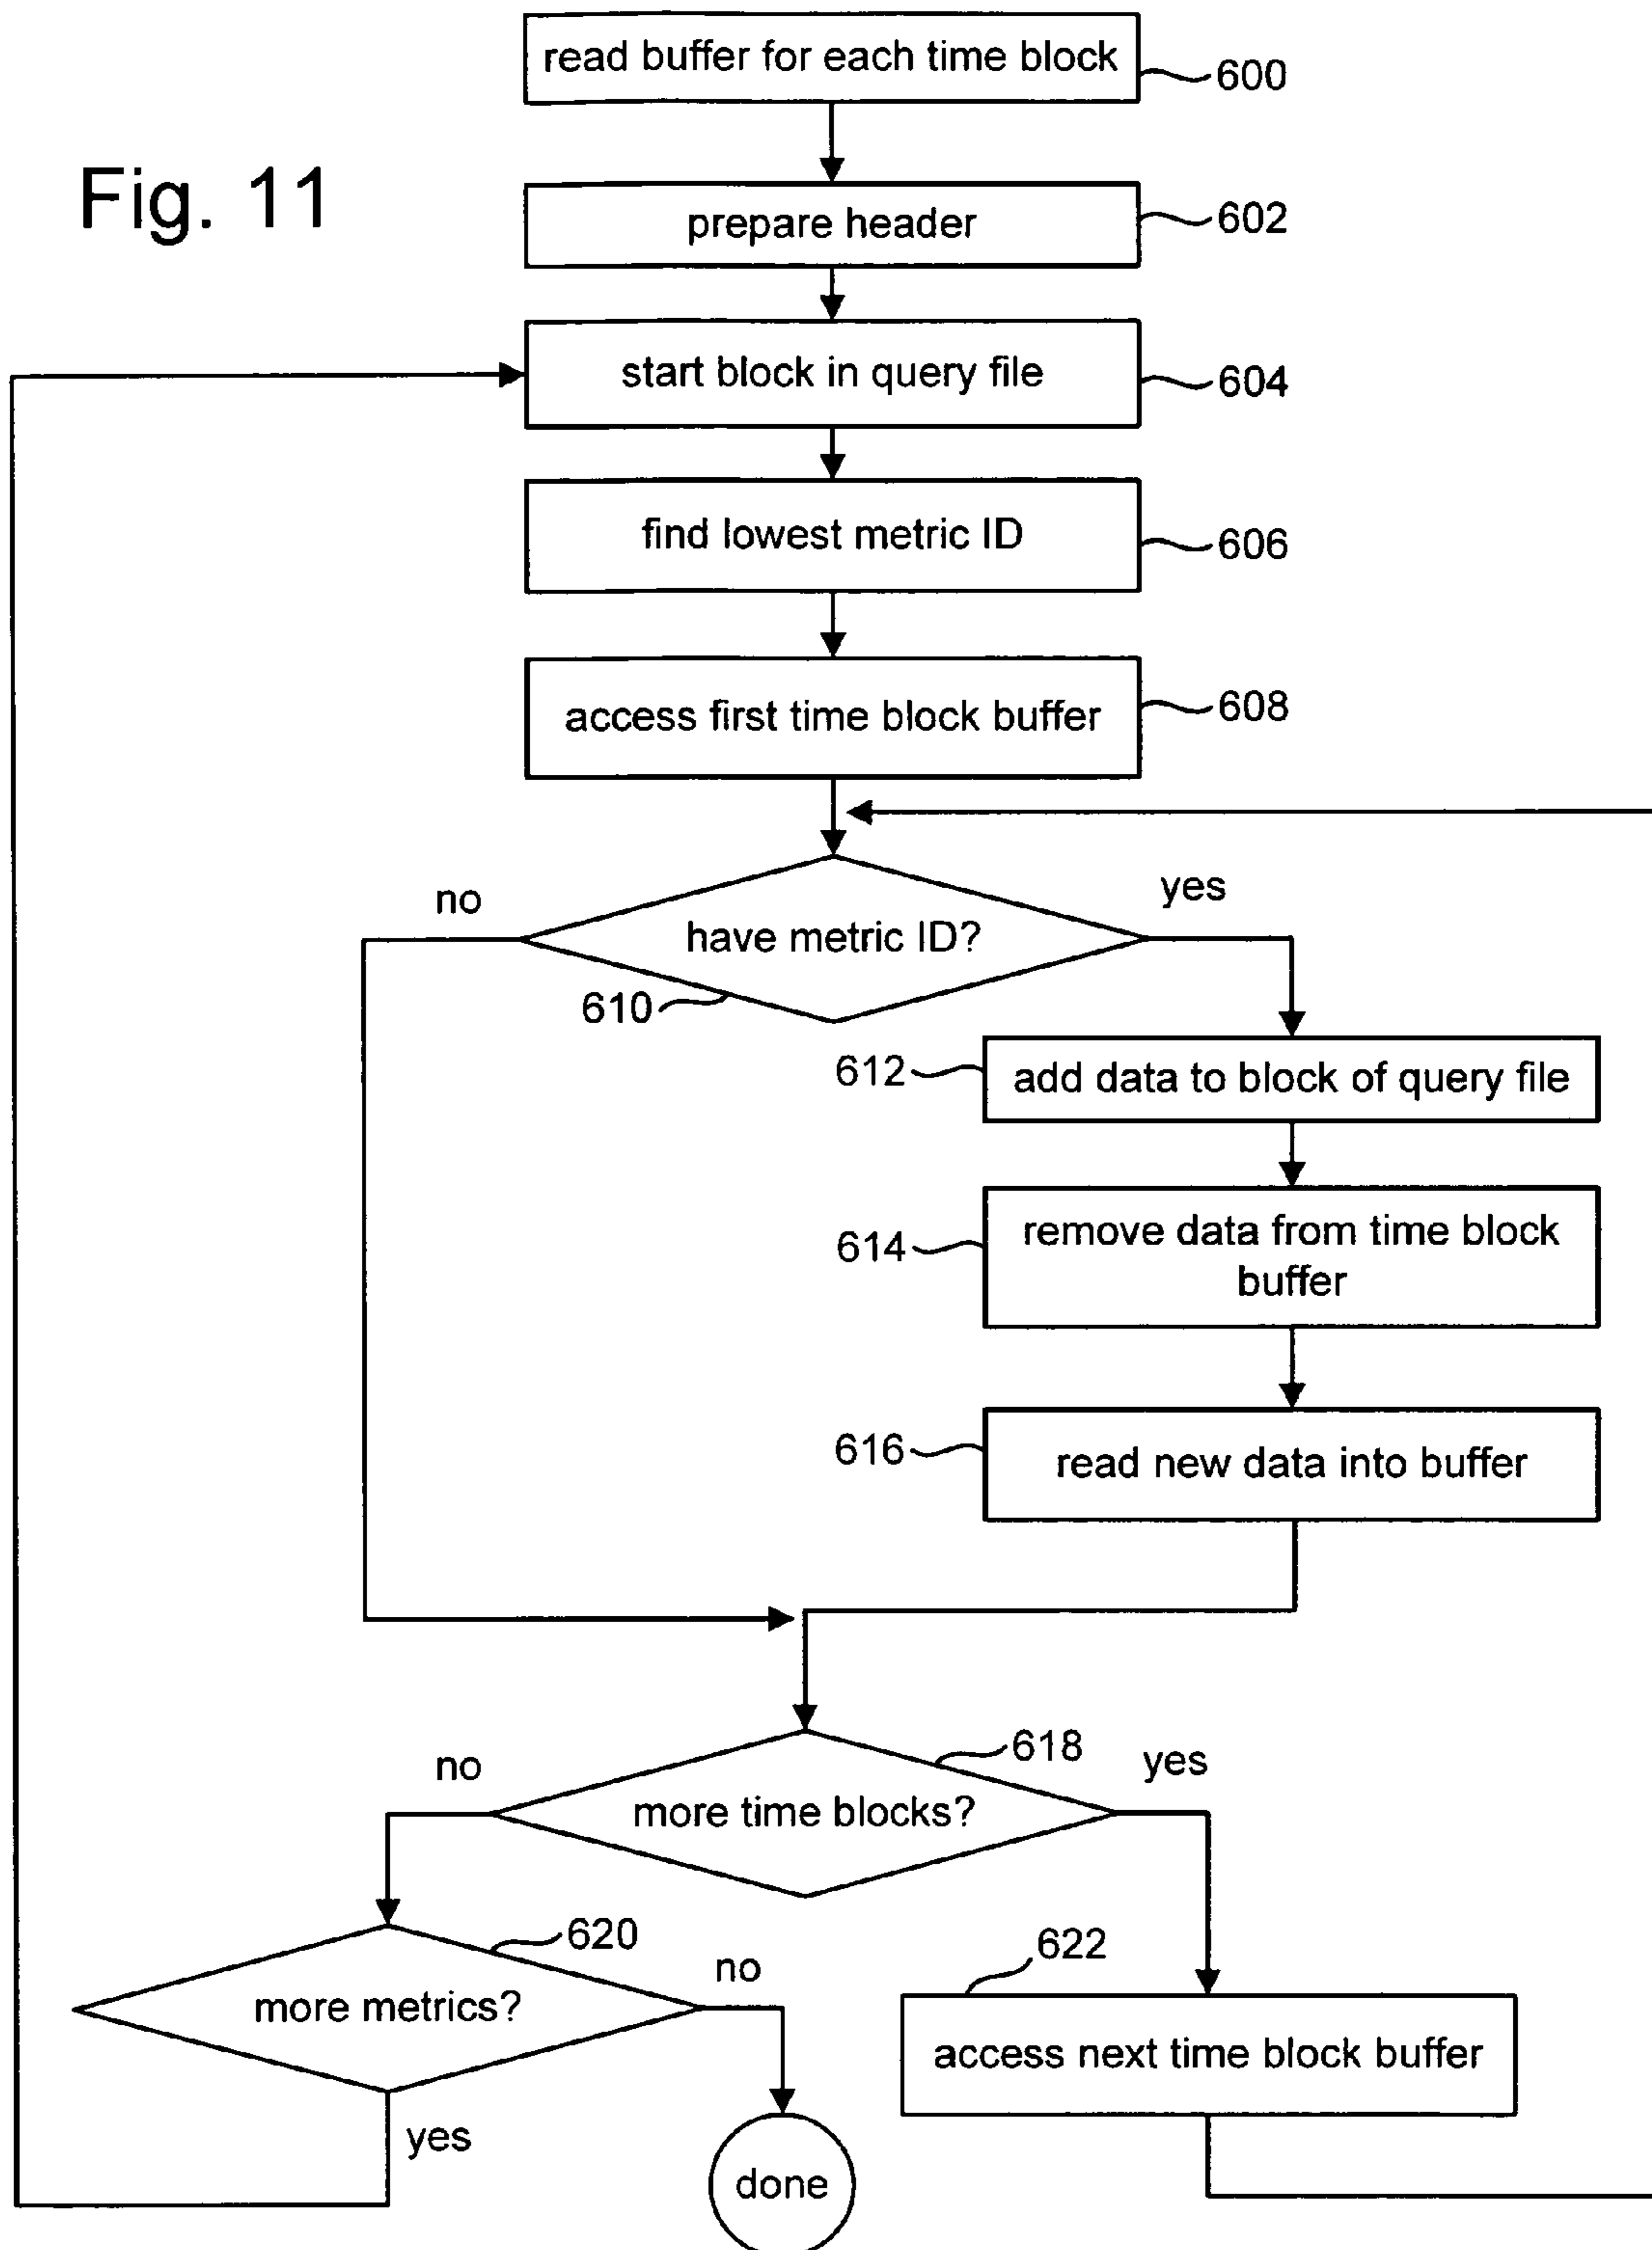 read buffer for each time block
600
Fig. 11
prepare header
602
start block in query file
604
find lowest metric ID
606
access first time block buffer
608
no
yes
have metric ID?
610
612
add data to block of query file
614
remove data from time block
buffer
616
read new data into buffer
618
no
yes
more time blocks?
620
622
no
more metrics?
access next time block buffer
yes
done